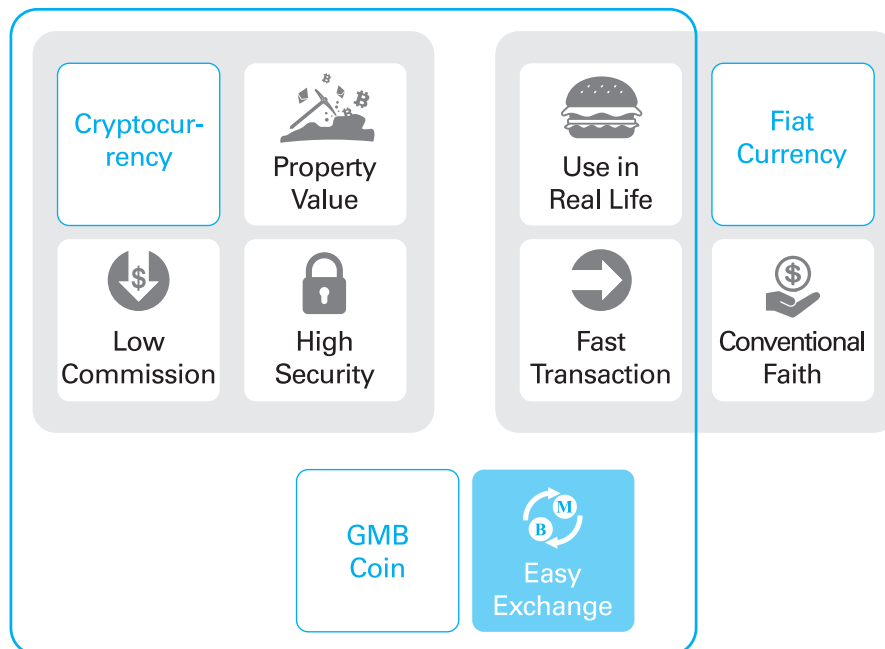 Cryptocur-
rency
Property
Value
Low
Commission
$
High
Security
Use in
Real Life
Fiat
Currency
Fast
Transaction
$
Conventional
Faith
GMB
Coin
B
M
Easy
Exchange